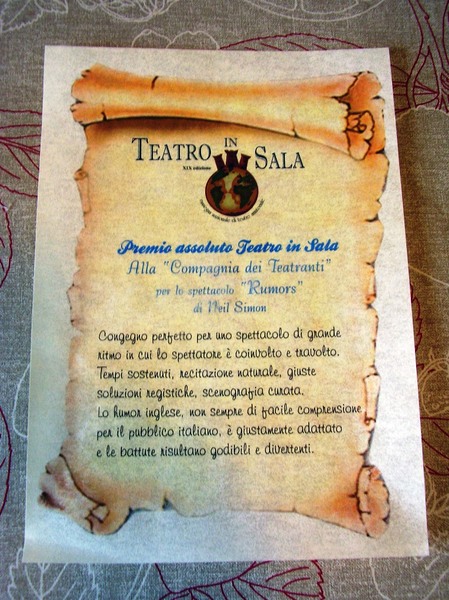 TEATRO IN SALA
XIX edizione
Premio assoluto Teatro in Sala
Alla "Compagnia dei Teatranti"
per lo spettacolo "Rumors"
di Neil Simon
Congegno perfetto per uno spettacolo di grande
ritmo in cui lo spettatore è coinvolto e travolto.
Tempi sostenuti, recitazione naturale, giuste
soluzioni registiche, scenografia curata.
Lo humor inglese, non sempre di facile comprensione
per il pubblico italiano, è giustamente adattato
e le battute risultano godibili e divertenti.